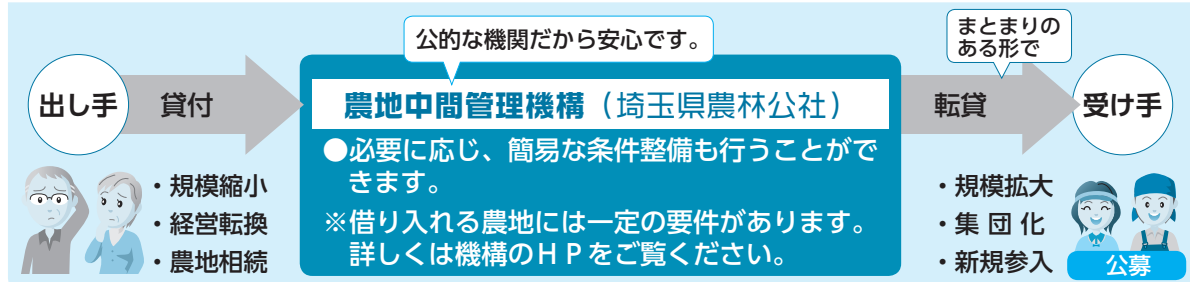 公的な機関だから安心です。
まとまりの
ある形で
出し手
貸付
農地中間管理機構（埼玉県農林公社）
転貸
受け手
●必要に応じ、簡易な条件整備も行うことがで
きます。
※借り入れる農地には一定の要件があります。
詳しくは機構のＨＰをご覧ください。
・規模縮小
・経営転換
・農地相続
・規模拡大
・集団化
・新規参入
公募